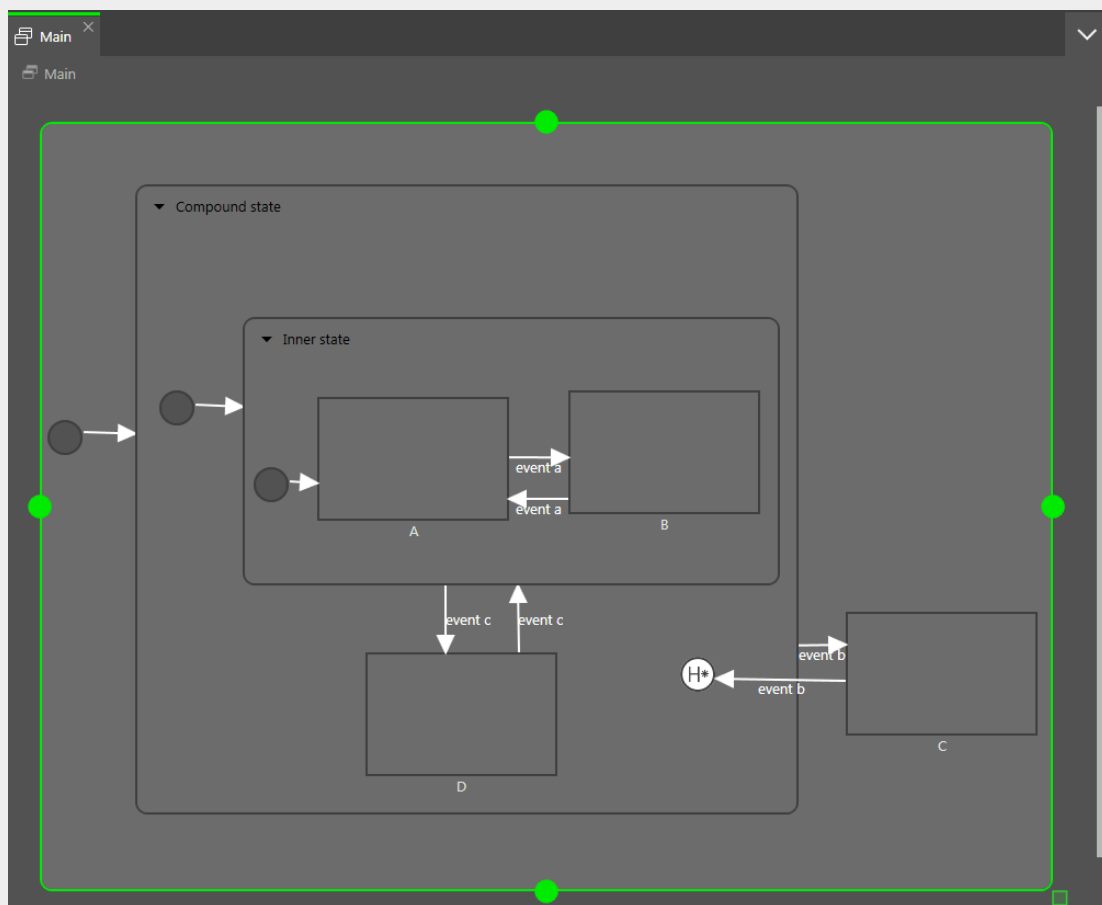 Main
Main
Compound state
Inner state
event a
event a
A
B
event c
event c
event b
H*
event b
C
D